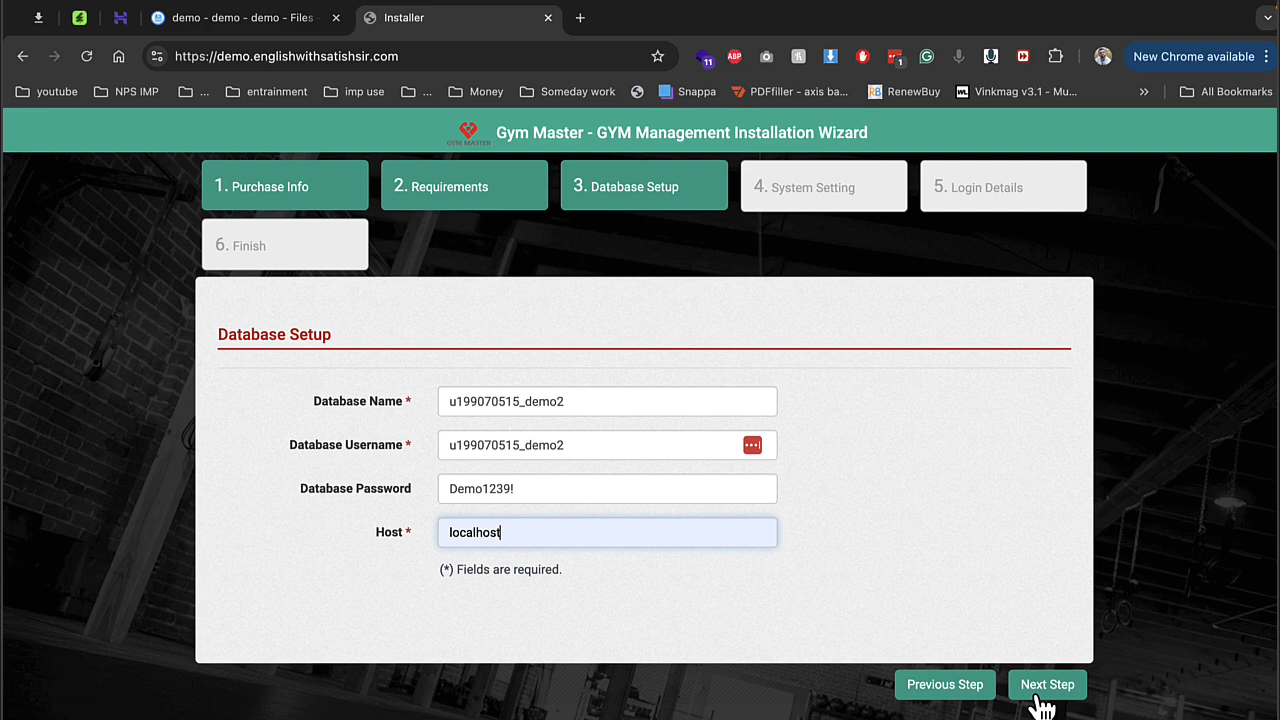 demo - demo - demo - Files -
Installer
https://demo.englishwithsatishsir.com
11
ABP
1
New Chrome available
youtube
NPS IMP
...
entrainment
imp use
...
Money
Someday work
Snappa
PDFfiller - axis ba...
RB
RenewBuy
Vinkmag v3.1 - Mu...
»
All Bookmarks
GYM MASTER
Gym Master - GYM Management Installation Wizard
1. Purchase Info
2. Requirements
3. Database Setup
4. System Setting
5. Login Details
6. Finish
Database Setup
Database Name *
u199070515_demo2
Database Username *
u199070515_demo2
Database Password
Demo1239!
Host *
localhost
(*) Fields are required.
Previous Step
Next Step